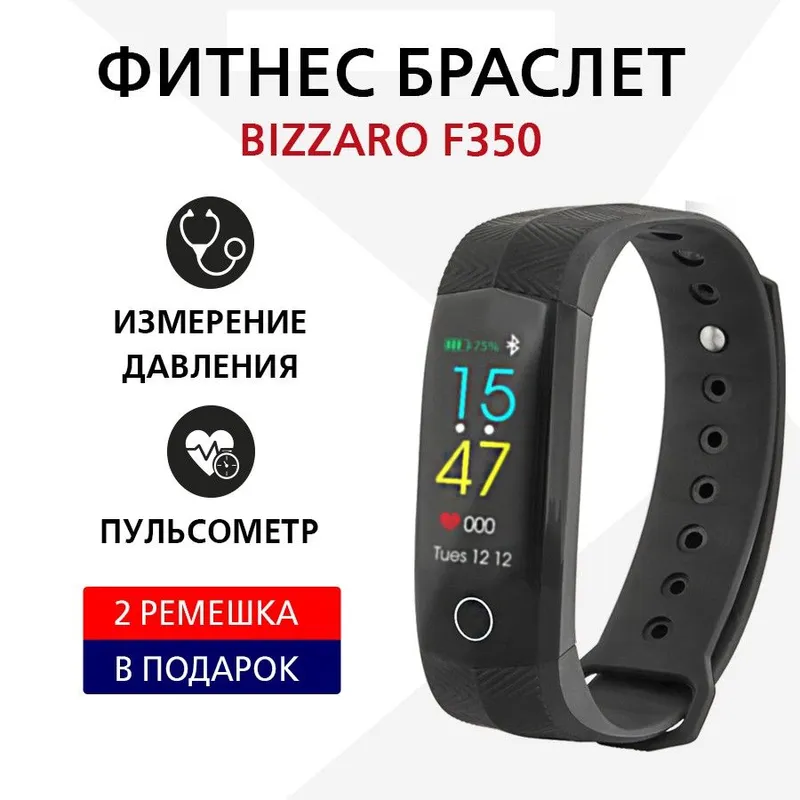 ФИТНЕС БРАСЛЕТ
BIZZARO F350
ИЗМЕРЕНИЕ
ДАВЛЕНИЯ
ПУЛЬСОМЕТР
2 РЕМЕШКА
В ПОДАРОК
75%
15
47
000
Tues 12 12